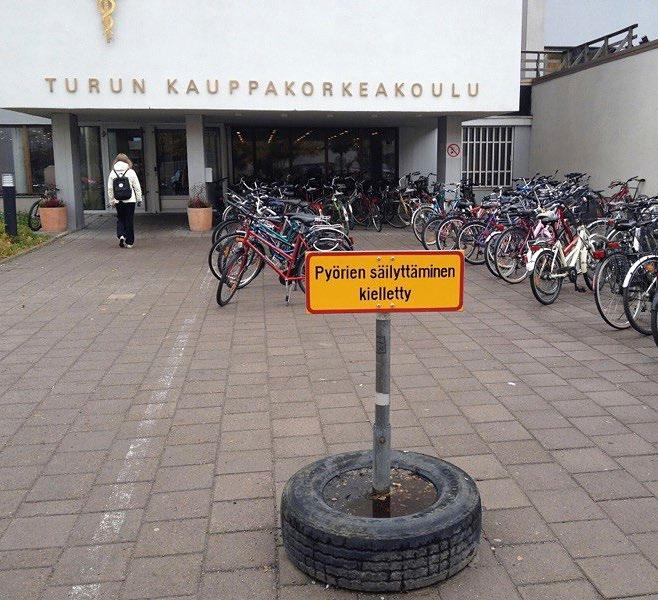 TURUN KAUPPAKORKEAKOULU
Pyörien säilyttäminen
kielletty